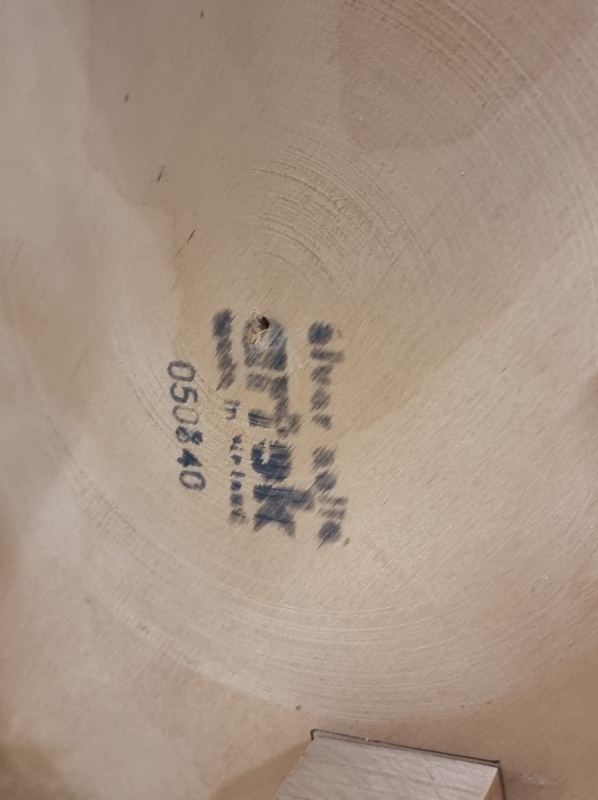 alvar aalto
artek
made in finland
050840